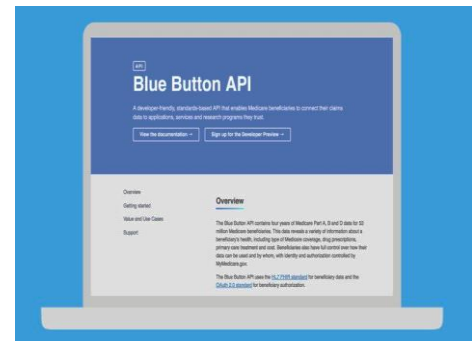 API
Blue Button API
A developer-friendly, standards-based API that enables Medicare beneficiaries to connect their claims
data to applications, services and research programs they trust.
View the documentation →
Sign up for the Developer Preview →
Overview
Getting started
Value and Use Cases
Support
Overview
The Blue Button API contains four years of Medicare Part A, B and D data for 53
million Medicare beneficiaries. This data reveals a variety of information about a
beneficiary's health, including type of Medicare coverage, drug prescriptions,
primary care treatment and cost. Beneficiaries also have full control over how their
data can be used and by whom, with identity and authorization controlled by
MyMedicare.gov.
The Blue Button API uses the HL7 FHIR standard for beneficiary data and the
OAuth 2.0 standard for beneficiary authorization.